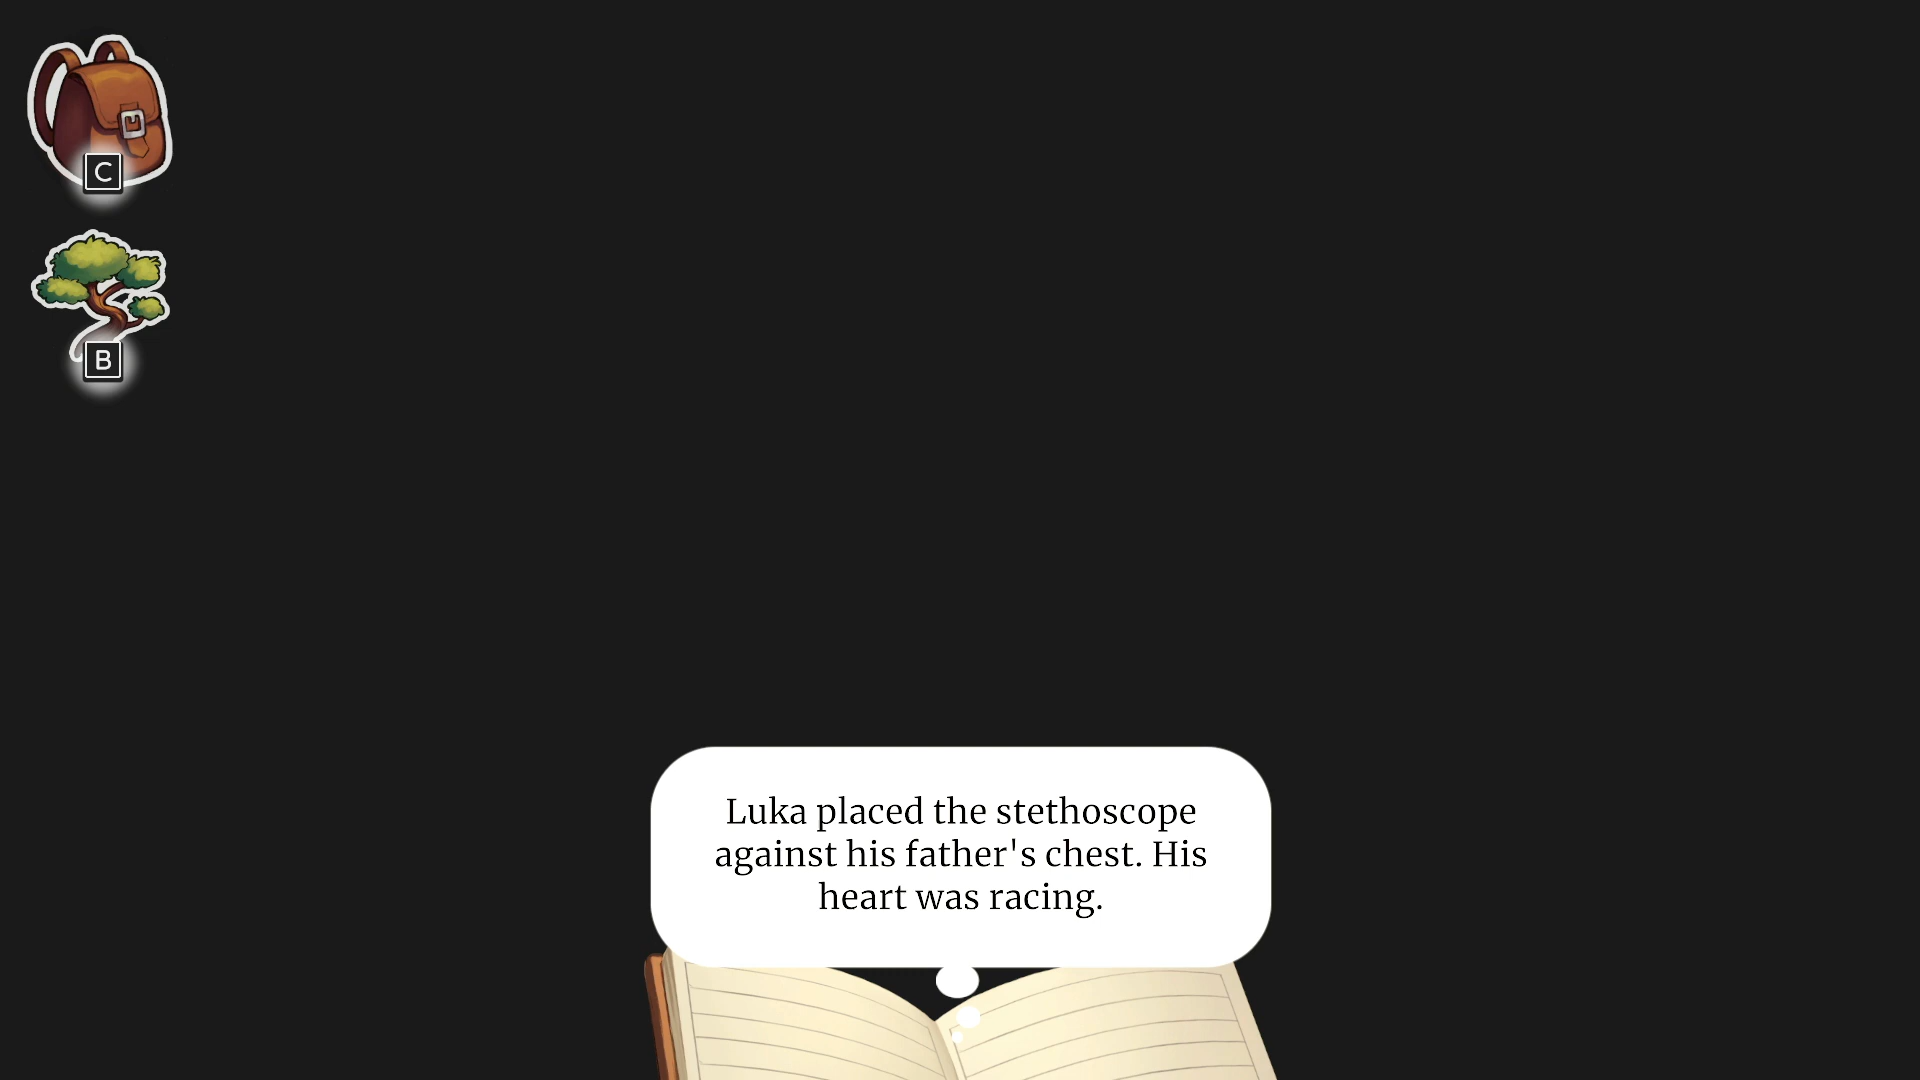 C
B
Luka placed the stethoscope
against his father's chest. His
heart was racing.